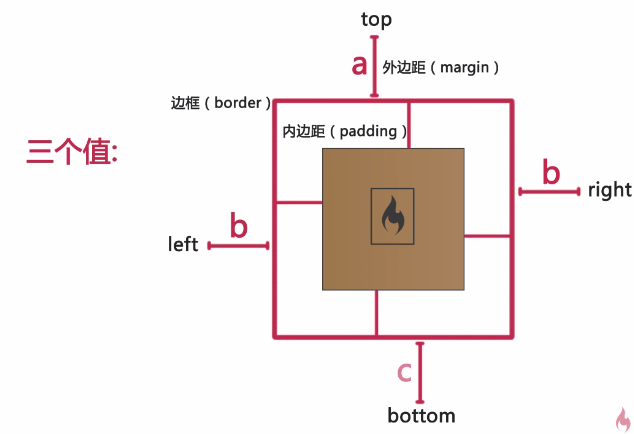 top
a 外边距（margin）
边框（border）
内边距（padding）
三个值:
b right
b
left
c
bottom